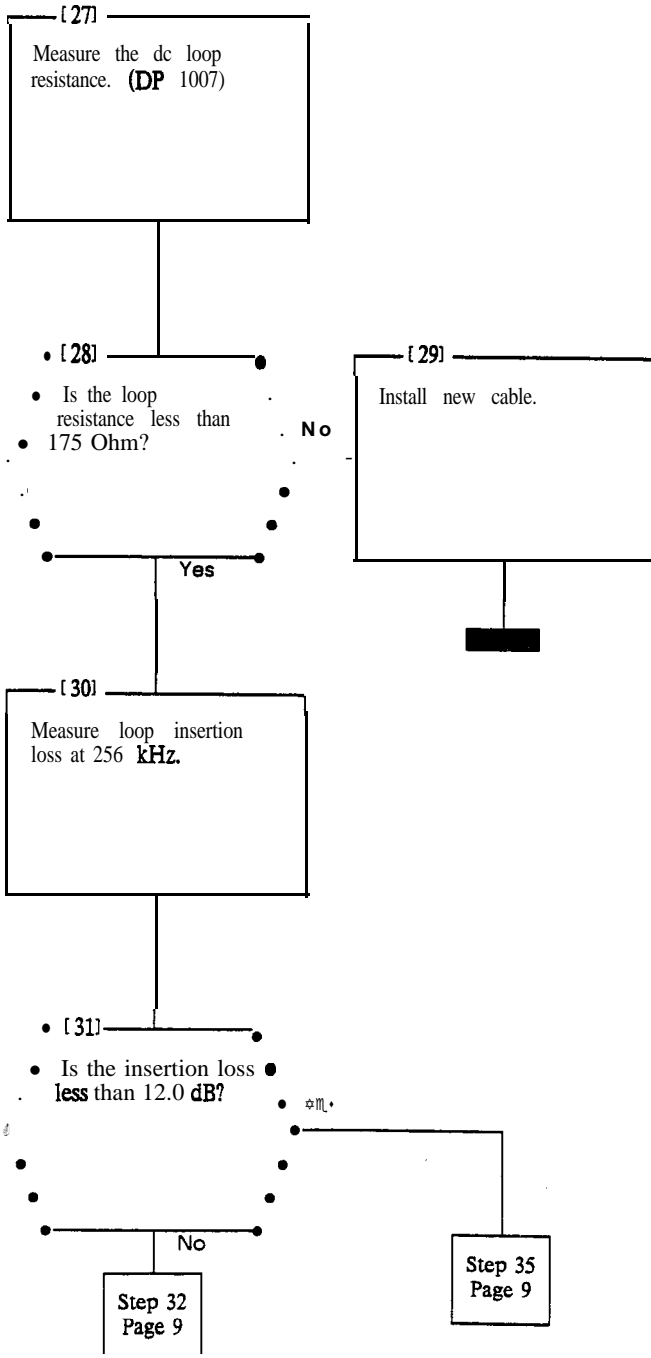 [27]
Measure the dc loop
resistance. (DP 1007)
[28]
Is the loop
resistance less than
175 Ohm?
No
Yes
[29]
Install new cable.
[30]
Measure loop insertion
loss at 256 kHz.
[31]
Is the insertion loss
less than 12.0 dB?
No
Step 32
Page 9
Step 35
Page 9